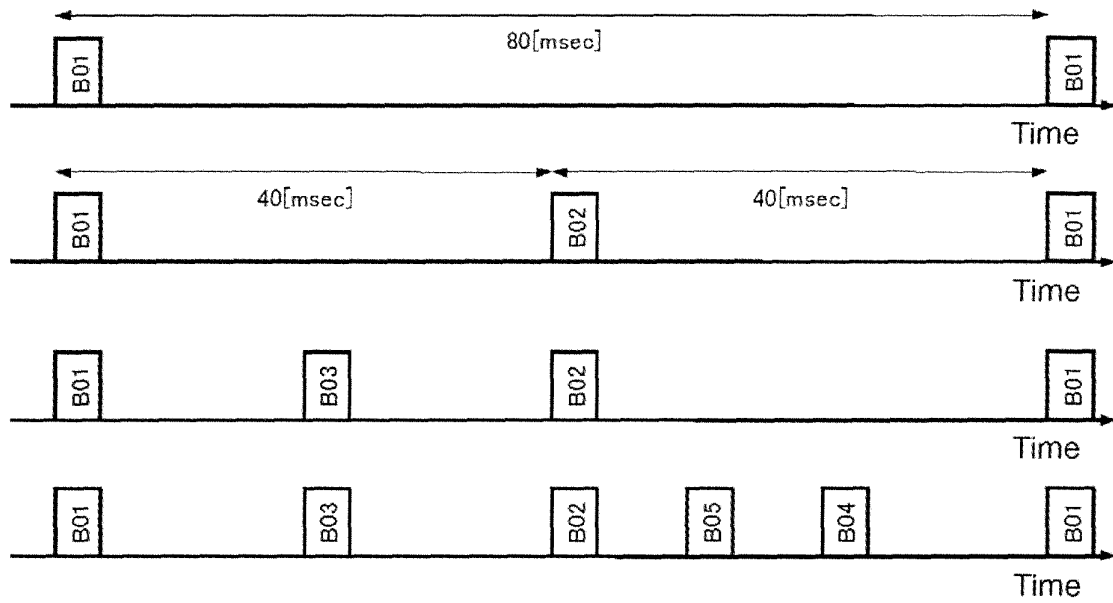 80[msec]
B01 B01
Time
40[msec] 40[msec]
B01 B02 B01
Time
B01 B03 B02 B01
Time
B01 B03 B02 B05 B04 B01
Time